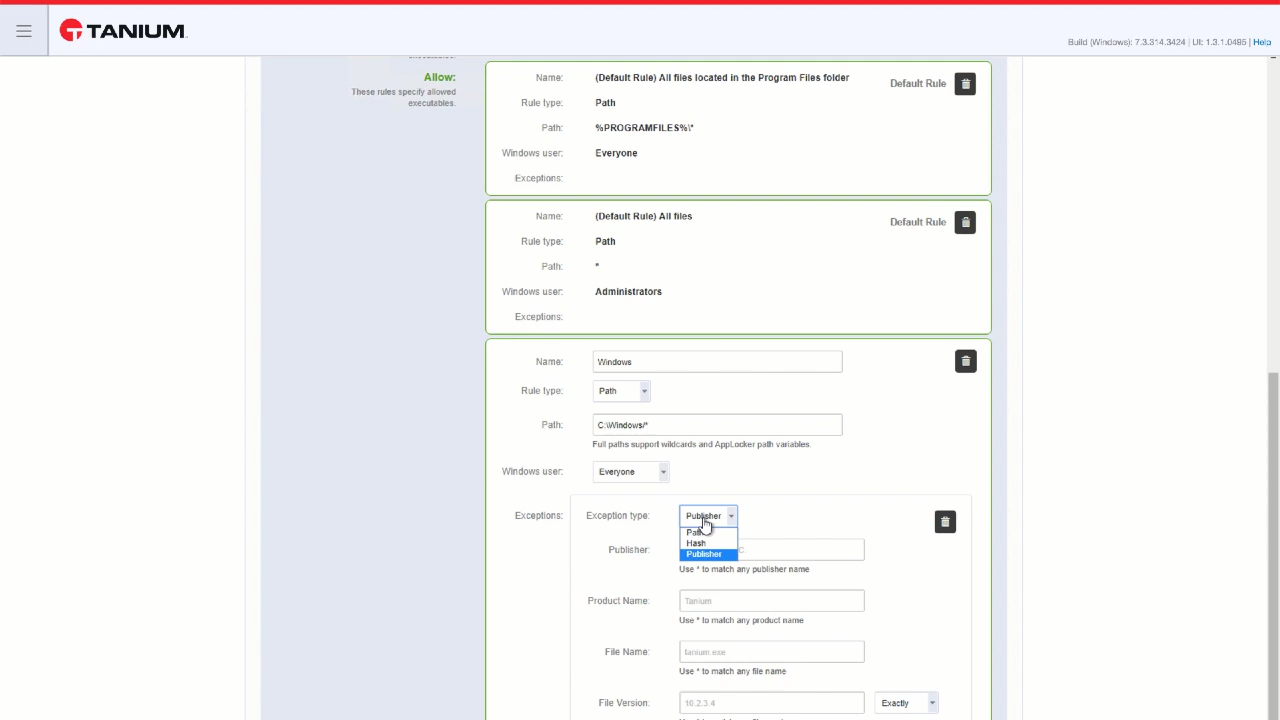 TANIUM
Build (Windows): 7.3.314.3424 | UI: 1.3.1.0485 | Help
executables.
Allow:
These rules specify allowed
executables.
Name: (Default Rule) All files located in the Program Files folder Default Rule
Rule type: Path
Path: %PROGRAMFILES%\*
Windows user: Everyone
Exceptions:
Name: (Default Rule) All files Default Rule
Rule type: Path
Path: *
Windows user: Administrators
Exceptions:
Name: Windows
Rule type: Path
Path: C:\Windows/*
Full paths support wildcards and AppLocker path variables.
Windows user: Everyone
Exceptions: Exception type: Publisher
Hash
Publisher
Publisher:
Use * to match any publisher name
Product Name: Tanium
Use * to match any product name
File Name: tanium.exe
Use * to match any file name
File Version: 10.2.3.4 Exactly